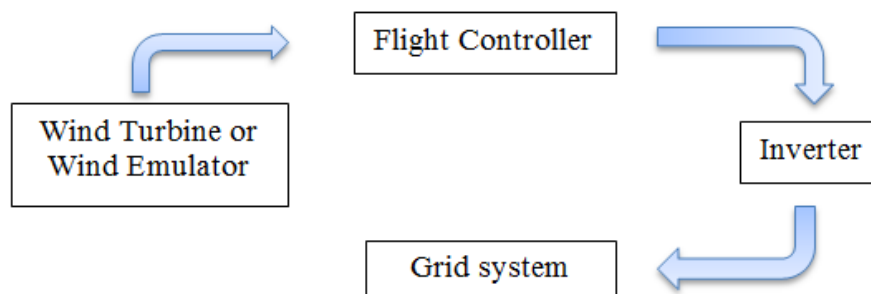 Flight Controller
Wind Turbine or
Wind Emulator
Inverter
Grid system